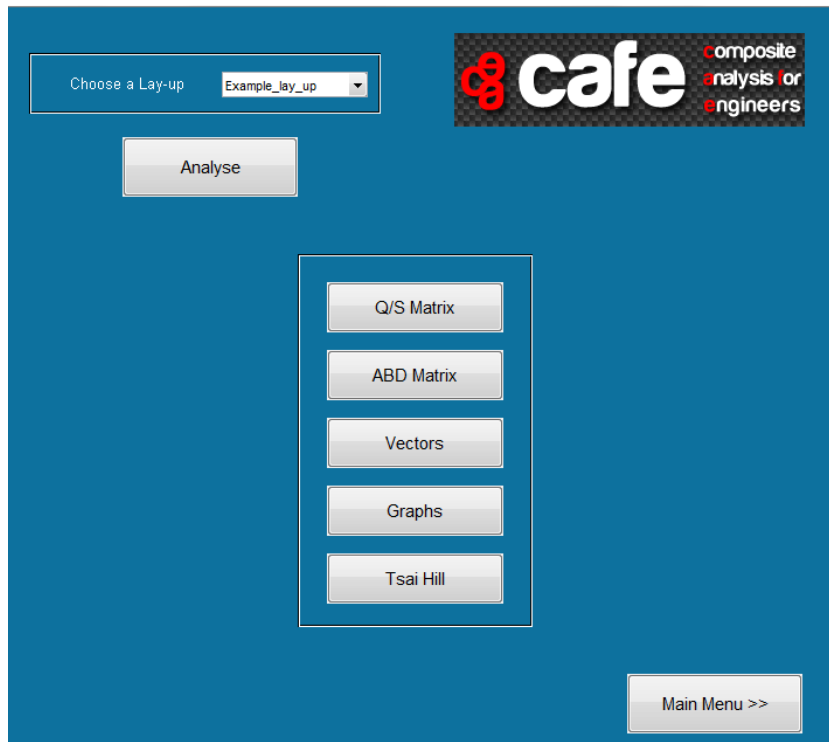 Choose a Lay-up
Example_lay_up
cafe
composite
analysis for
engineers
Analyse
Q/S Matrix
ABD Matrix
Vectors
Graphs
Tsai Hill
Main Menu >>